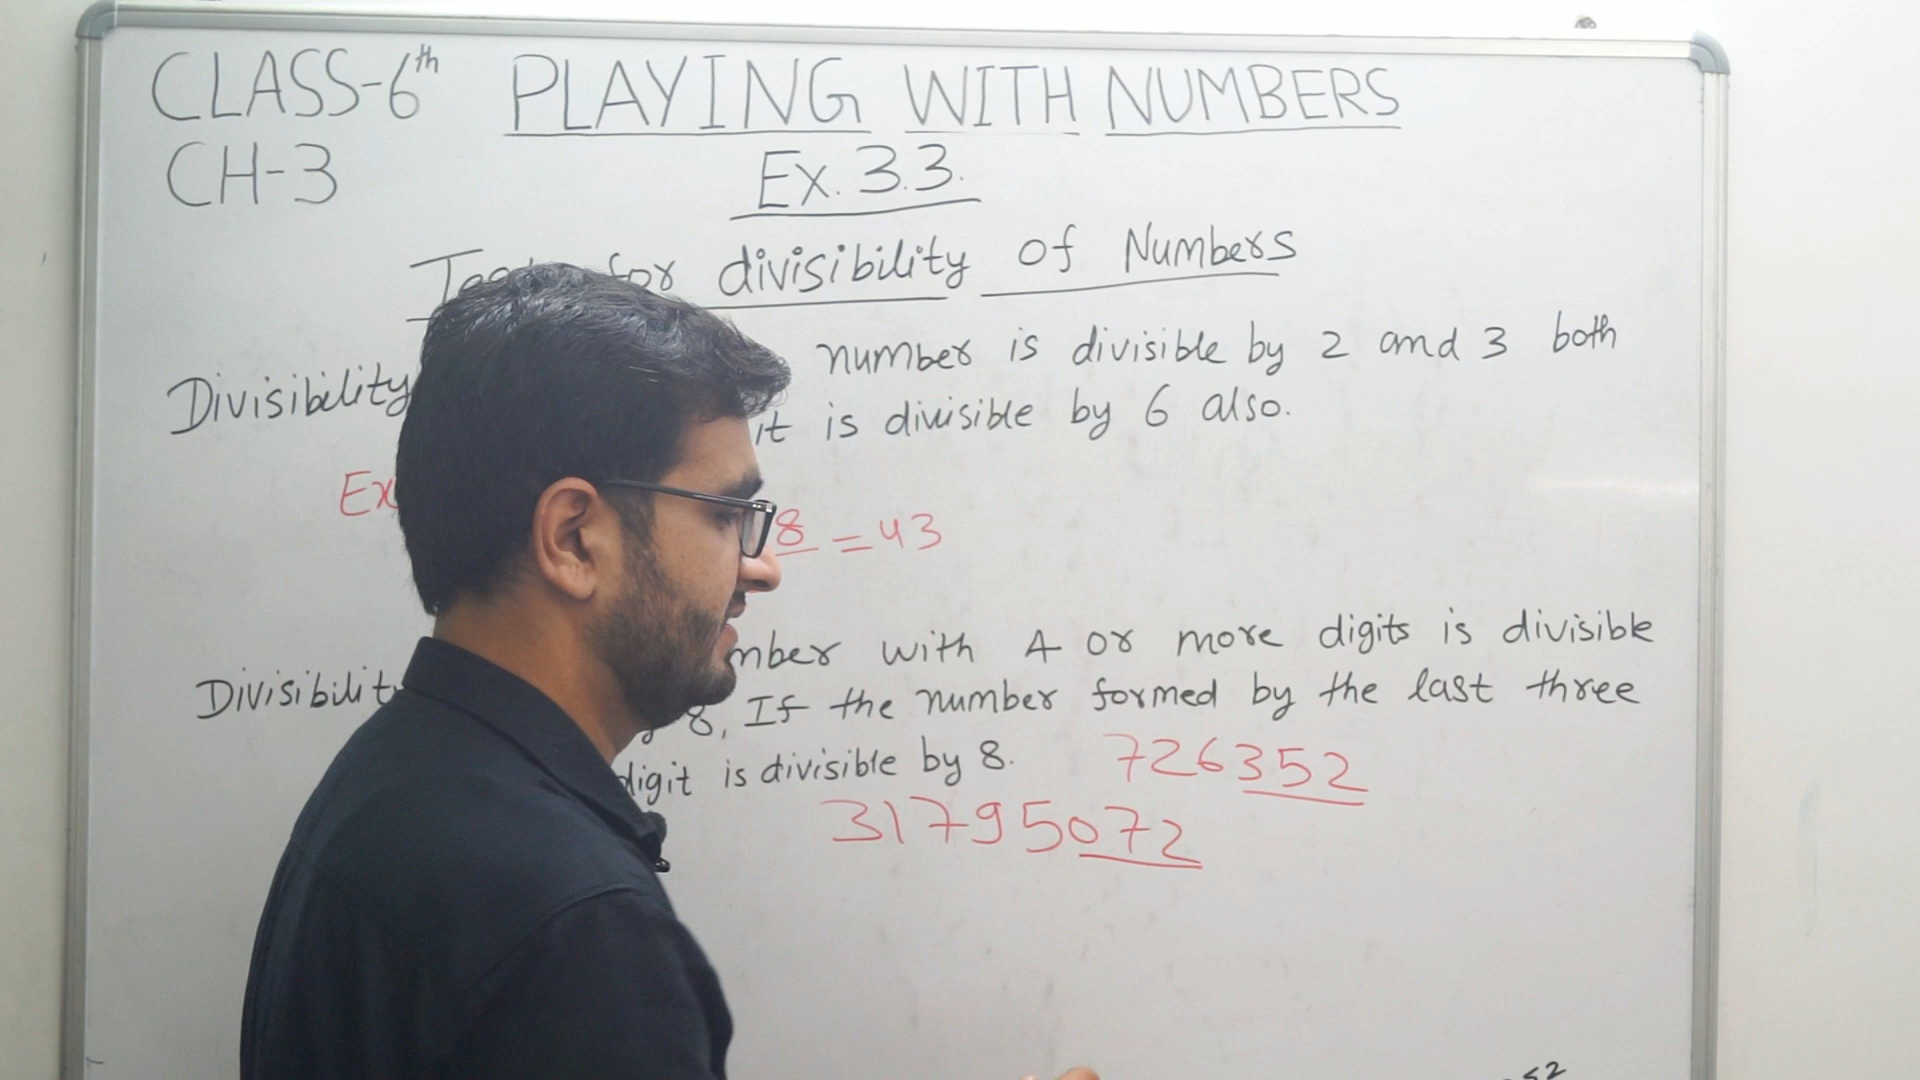 CLASS-6th PLAYING WITH NUMBERS
CH-3
Ex. 3.3.
for divisibility of Numbers
Divisibility number is divisible by 2 and 3 both
it is divisible by 6 also.
Ex
8 = 43
Divisibilit mber with 4 or more digits is divisible
8, If the number formed by the last three
digit is divisible by 8. 726352
31795072
52